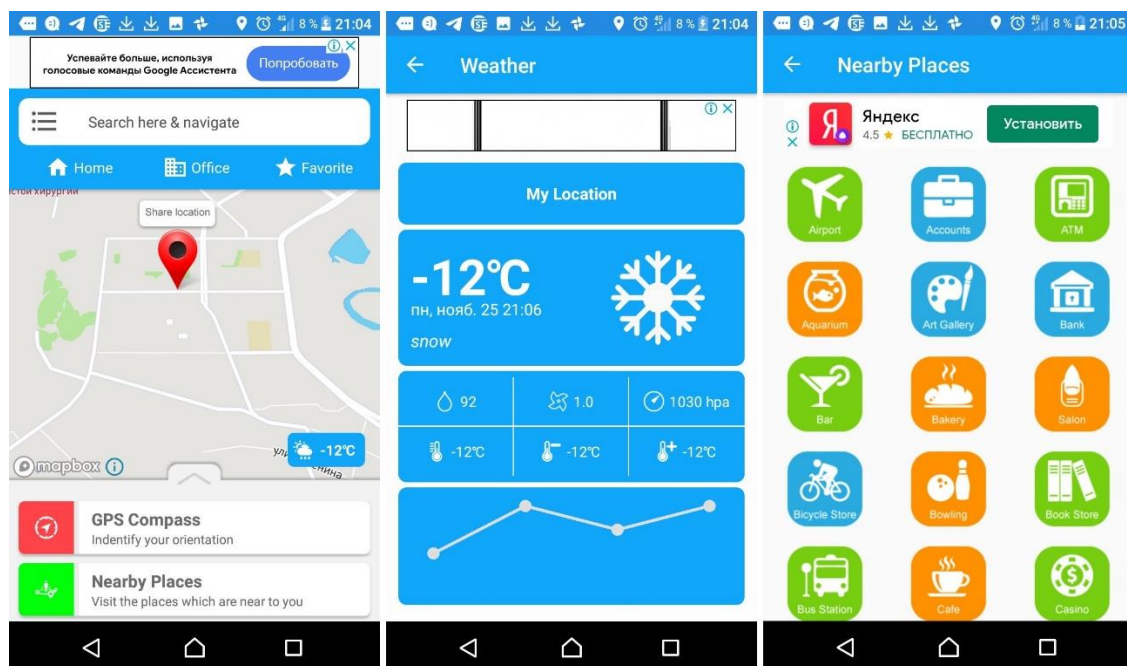 8 % 21:04
Успевайте больше, используя
голосовые команды Google Ассистента
Попробовать
Search here & navigate
Home
Office
Favorite
Share location
-12°C
mapbox
GPS Compass
Indentify your orientation
Nearby Places
Visit the places which are near to you
8 % 21:04
Weather
My Location
-12°C
пн, нояб. 25 21:06
snow
92
1.0
1030 hpa
-12°C
-12°C
-12°C
8 % 21:05
Nearby Places
Я
Яндекс
4.5 ★ БЕСПЛАТНО
Установить
Airport
Accounts
ATM
Aquarium
Art Gallery
Bank
Bar
Bakery
Salon
Bicycle Store
Bowling
Book Store
Bus Station
Cafe
Casino